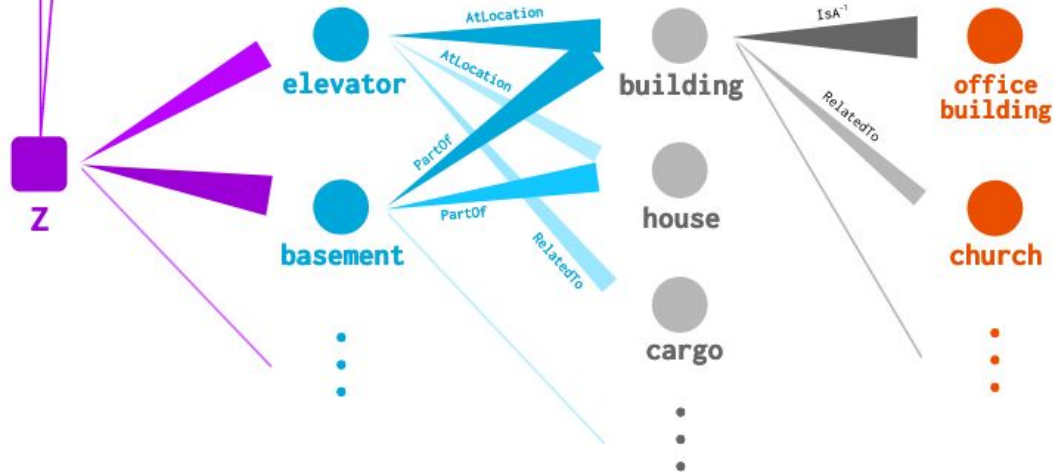 AtLocation
IsA⁻¹
elevator
AtLocation
building
office
building
RelatedTo
PartOf
Z
PartOf
house
basement
RelatedTo
church
cargo